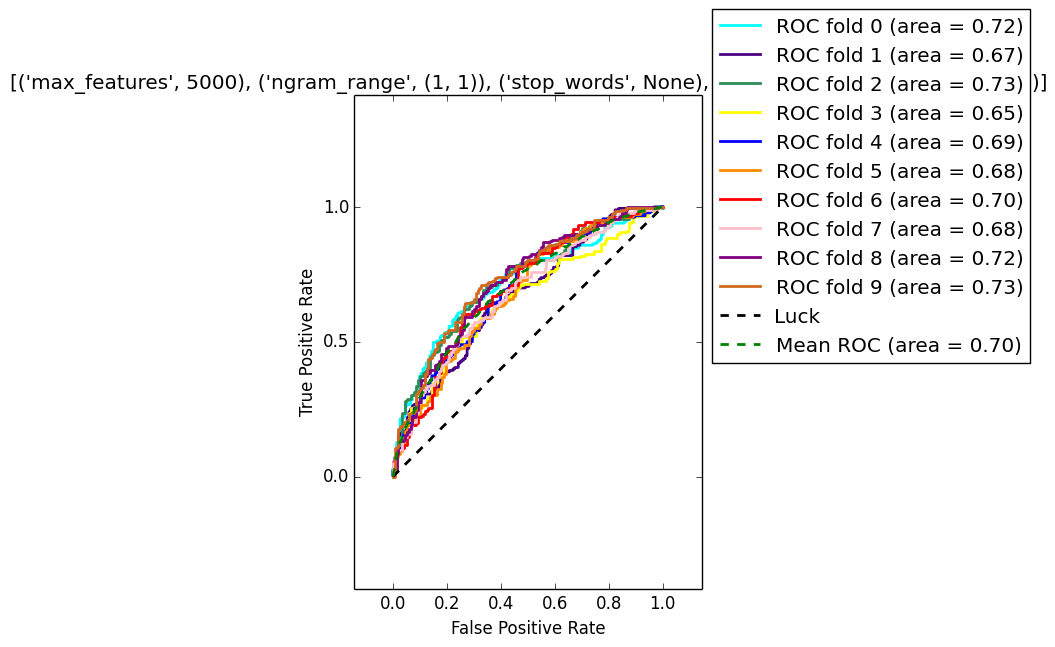 [('max_features', 5000), ('ngram_range', (1, 1)), ('stop_words', None), )]
ROC fold 0 (area = 0.72)
ROC fold 1 (area = 0.67)
ROC fold 2 (area = 0.73)
ROC fold 3 (area = 0.65)
ROC fold 4 (area = 0.69)
ROC fold 5 (area = 0.68)
ROC fold 6 (area = 0.70)
ROC fold 7 (area = 0.68)
ROC fold 8 (area = 0.72)
ROC fold 9 (area = 0.73)
Luck
Mean ROC (area = 0.70)
True Positive Rate
1.0
0.5
0.0
0.0 0.2 0.4 0.6 0.8 1.0
False Positive Rate